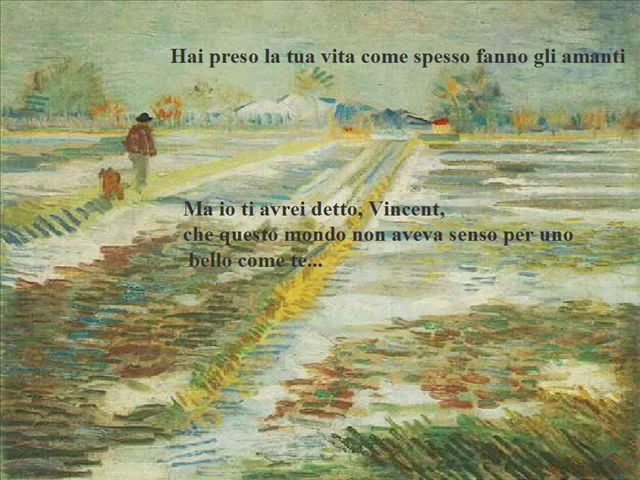 Hai preso la tua vita come spesso fanno gli amanti
Ma io ti avrei detto, Vincent,
che questo mondo non aveva senso per uno
bello come te...